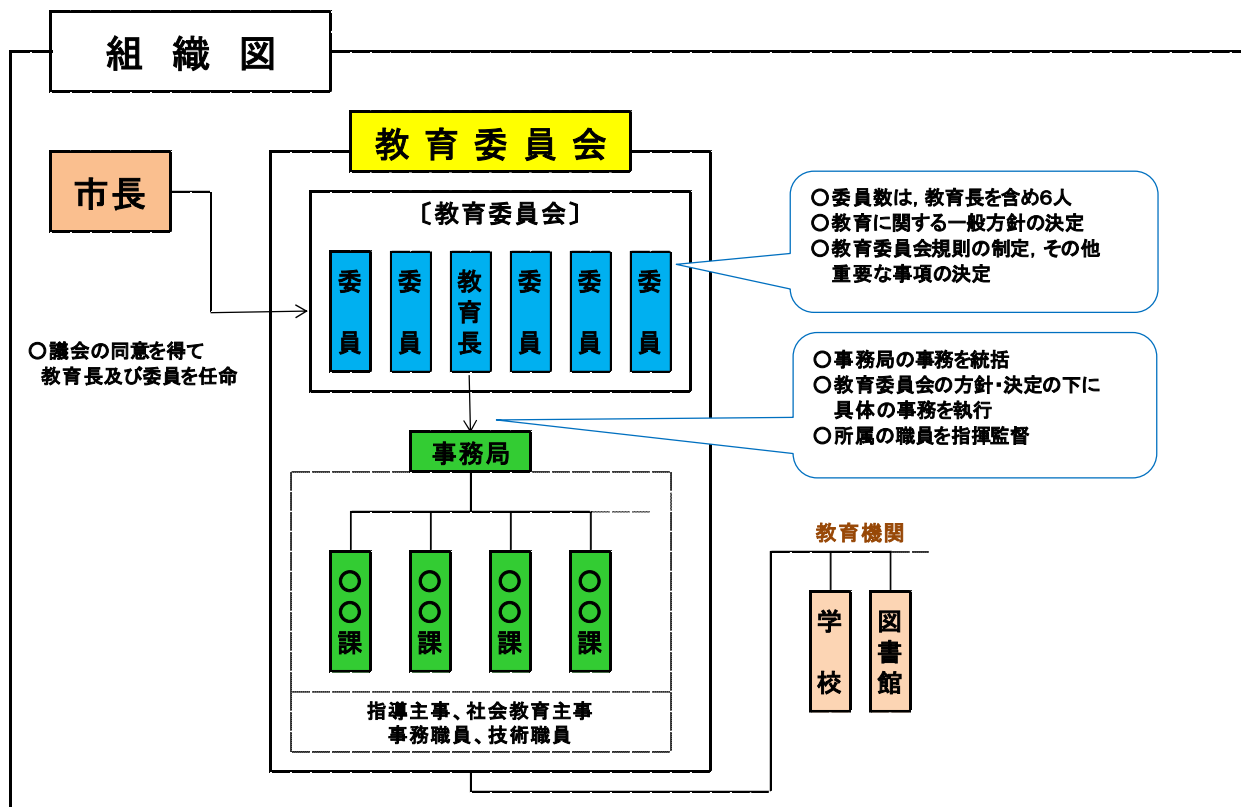 組織図
教育委員会
市長
〔教育委員会〕
委員
委員
教育長
委員
委員
委員
○委員数は，教育長を含め6人
○教育に関する一般方針の決定
○教育委員会規則の制定，その他
重要な事項の決定
○議会の同意を得て
教育長及び委員を任命
○事務局の事務を統括
○教育委員会の方針・決定の下に
具体の事務を執行
○所属の職員を指揮監督
事務局
○○課
○○課
○○課
○○課
指導主事、社会教育主事
事務職員、技術職員
教育機関
学校
図書館